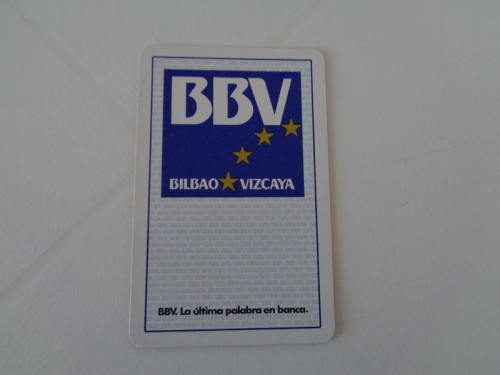 BBV
BILBAO VIZCAYA
BBV. La última palabra en banca.